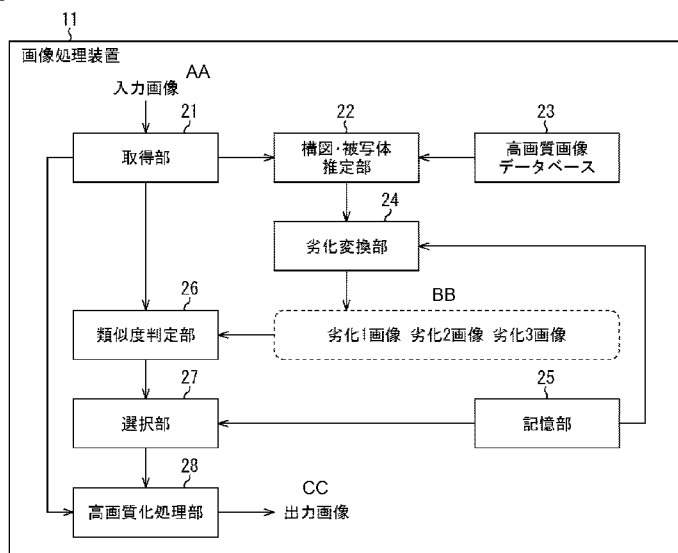 11
画像処理装置
AA
入力画像
21
取得部
22
構図・被写体
推定部
23
高画質画像
データベース
24
劣化変換部
BB
劣化1画像 劣化2画像 劣化3画像
26
類似度判定部
27
選択部
25
記憶部
28
高画質化処理部
CC
出力画像